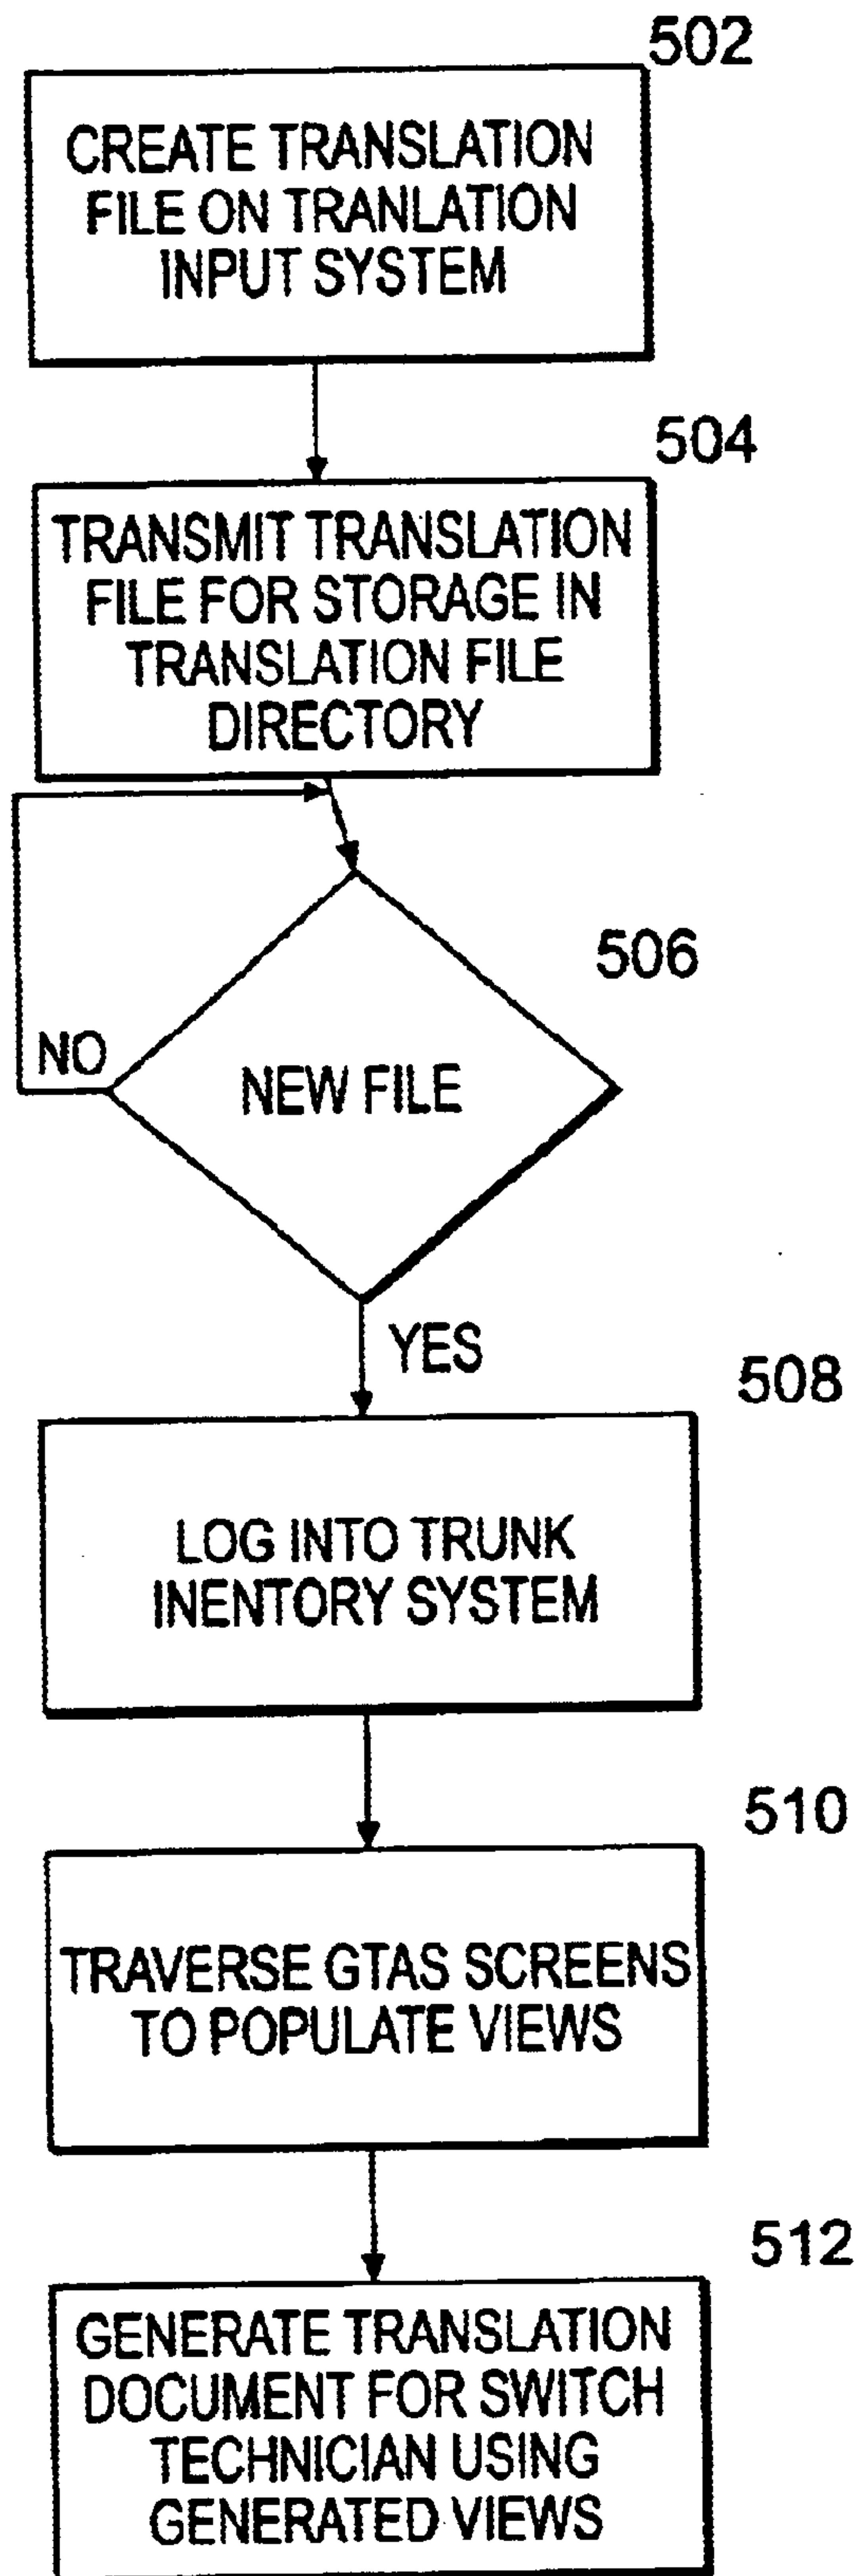 502
CREATE TRANSLATION
FILE ON TRANLATION
INPUT SYSTEM
504
TRANSMIT TRANSLATION
FILE FOR STORAGE IN
TRANSLATION FILE
DIRECTORY
506
NO
NEW FILE
YES
508
LOG INTO TRUNK
INENTORY SYSTEM
510
TRAVERSE GTAS SCREENS
TO POPULATE VIEWS
512
GENERATE TRANSLATION
DOCUMENT FOR SWITCH
TECHNICIAN USING
GENERATED VIEWS